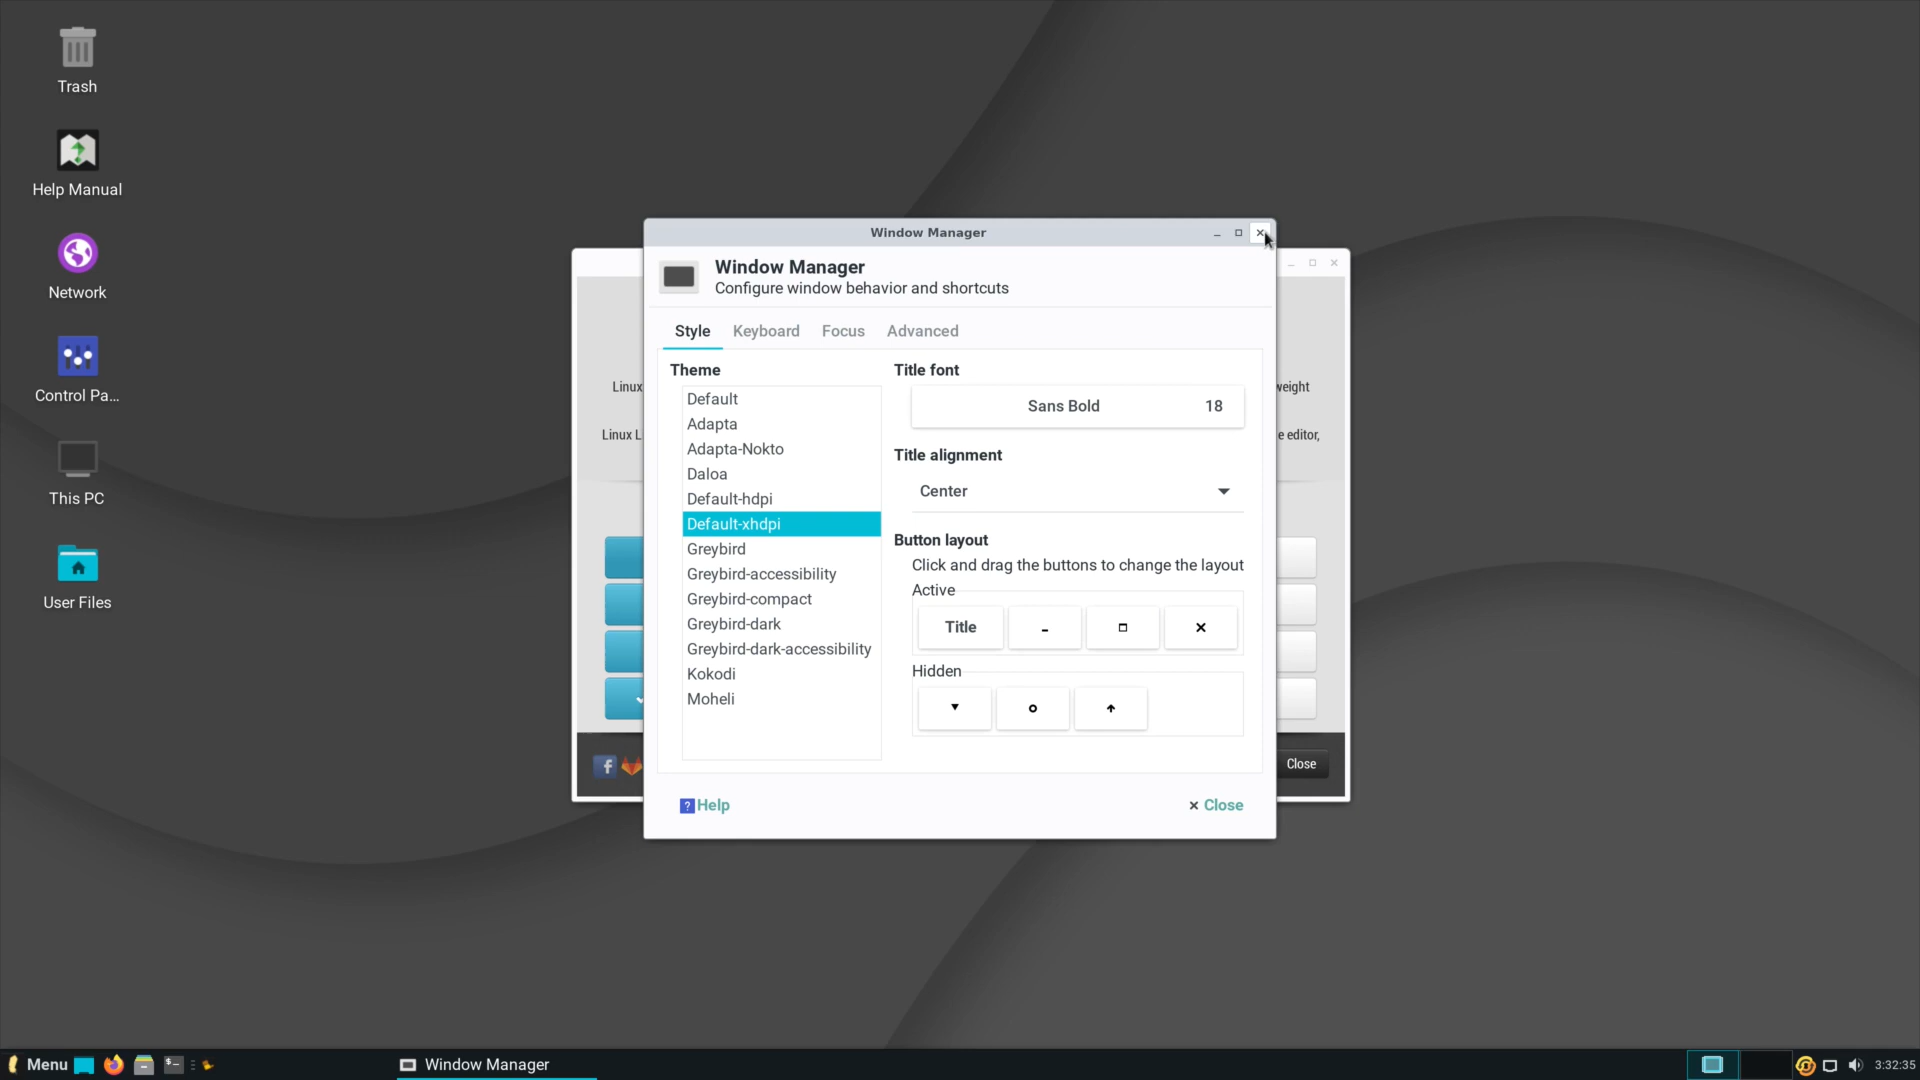 Trash
Help Manual
Network
Control Pa...
This PC
User Files
Window Manager
Window Manager
Configure window behavior and shortcuts
Style Keyboard Focus Advanced
Theme
Default
Adapta
Adapta-Nokto
Daloa
Default-hdpi
Default-xhdpi
Greybird
Greybird-accessibility
Greybird-compact
Greybird-dark
Greybird-dark-accessibility
Kokodi
Moheli
Title font
Sans Bold 18
Title alignment
Center
Button layout
Click and drag the buttons to change the layout
Active
Title
Hidden
Help
Close
Linux
weight
Linux L
e editor,
Close
Menu
Window Manager
3:32:35